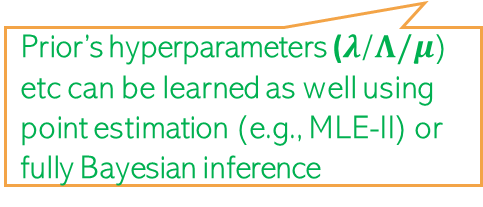 Prior's hyperparameters (λ/Λ/μ)
etc can be learned as well using
point estimation (e.g., MLE-II) or
fully Bayesian inference